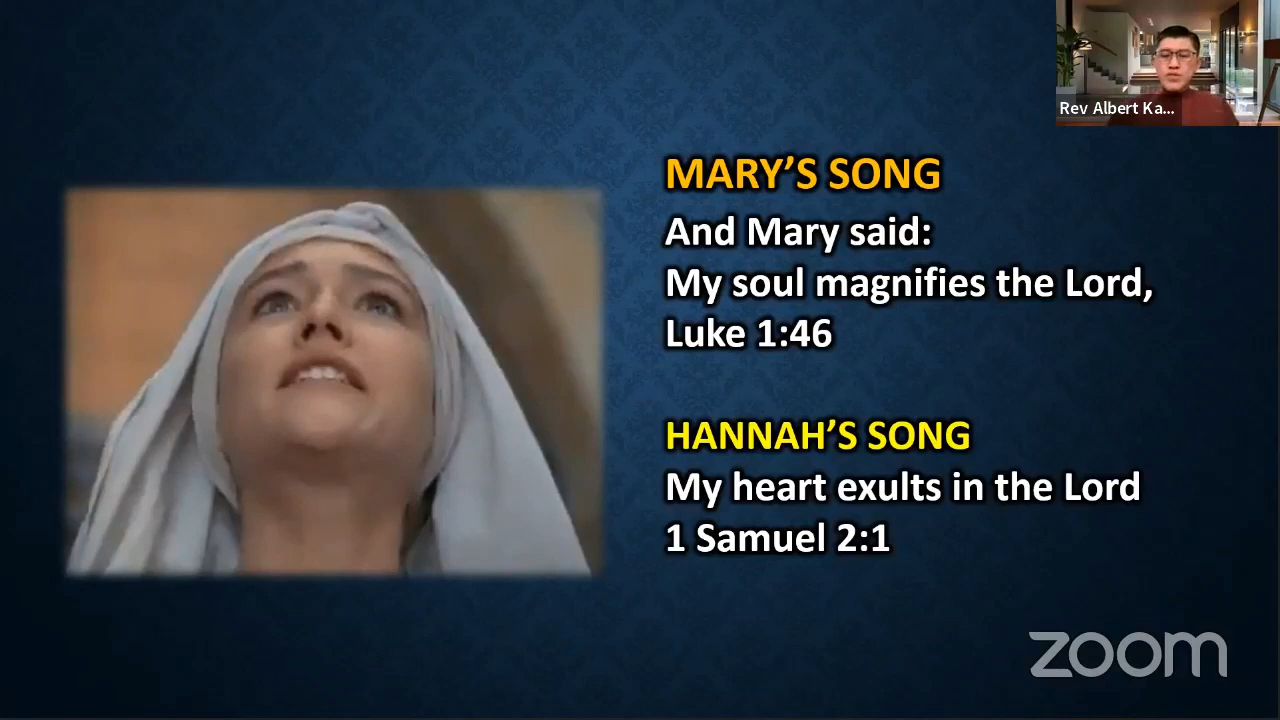 Rev Albert Ka...
MARY'S SONG
And Mary said:
My soul magnifies the Lord,
Luke 1:46
HANNAH'S SONG
My heart exults in the Lord
1 Samuel 2:1
zoom